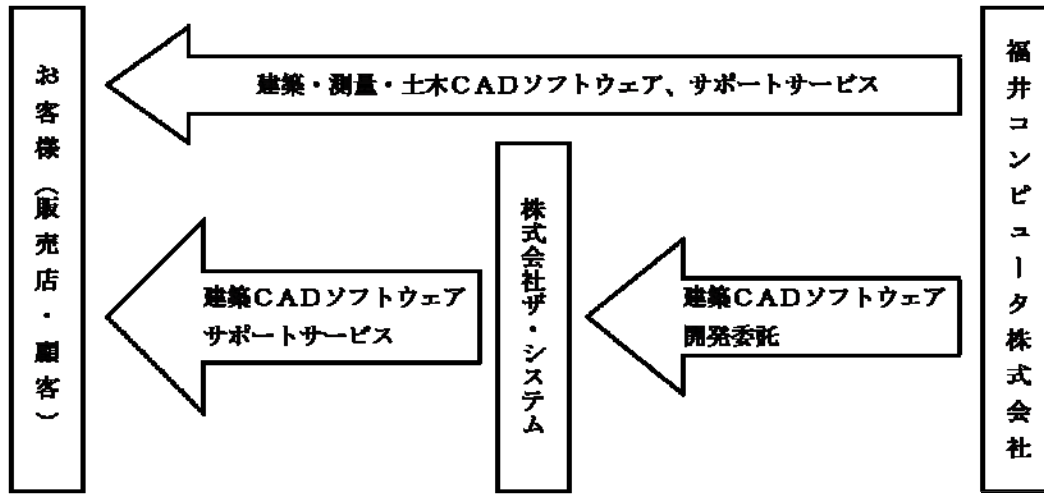 お客様（販売店・顧客）
建築・測量・土木ＣＡＤソフトウェア、サポートサービス
建築ＣＡＤソフトウェア
サポートサービス
株式会社ザ・システム
建築ＣＡＤソフトウェア
開発委託
福井コンピュータ株式会社